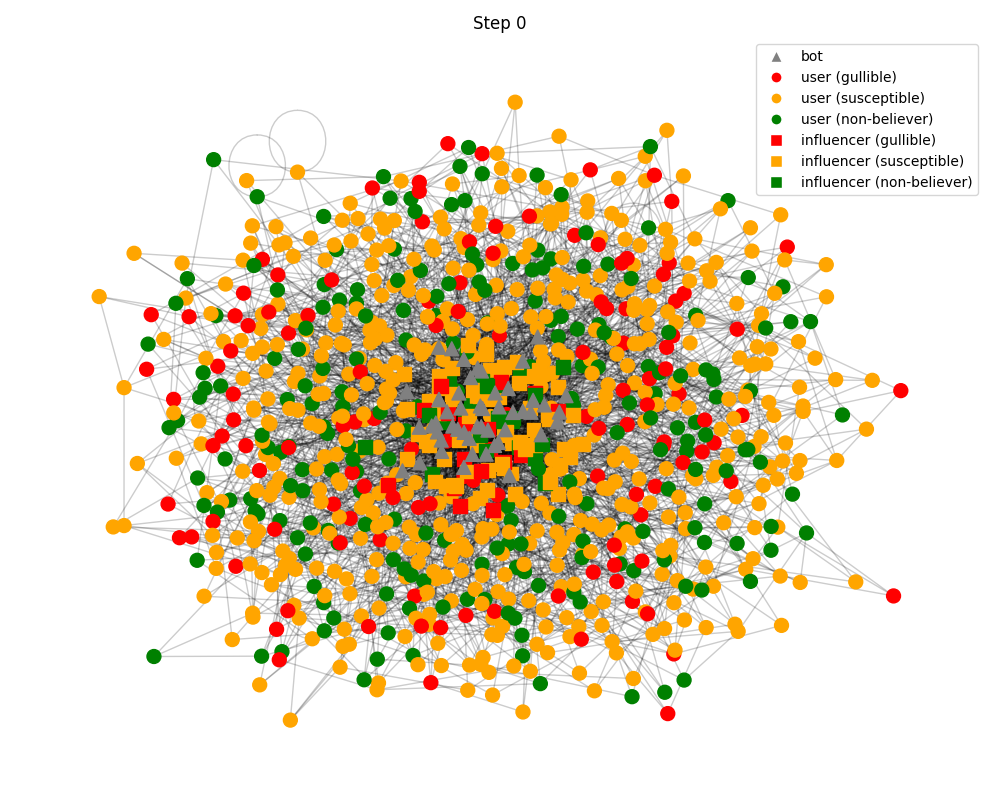 Step 0
bot
user (gullible)
user (susceptible)
user (non-believer)
influencer (gullible)
influencer (susceptible)
influencer (non-believer)